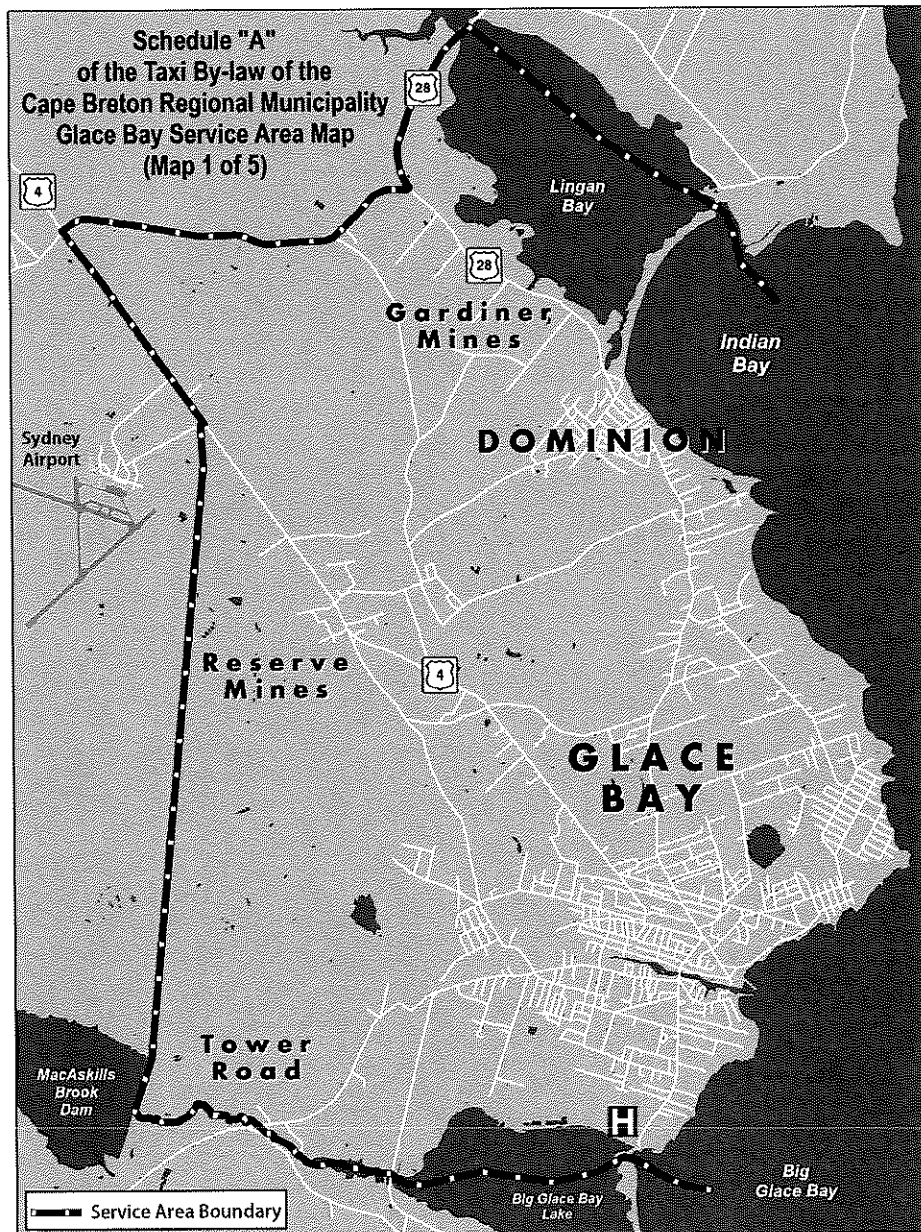 Schedule "A"
of the Taxi By-law of the
Cape Breton Regional Municipality
Glace Bay Service Area Map
(Map 1 of 5)
28
4
Lingan
Bay
28
Gardiner
Mines
Indian
Bay
DOMINION
Sydney
Airport
Reserve
Mines
4
GLACE
BAY
Tower
Road
MacAskills
Brook
Dam
H
Big
Glace Bay
Big Glace Bay
Lake
Service Area Boundary